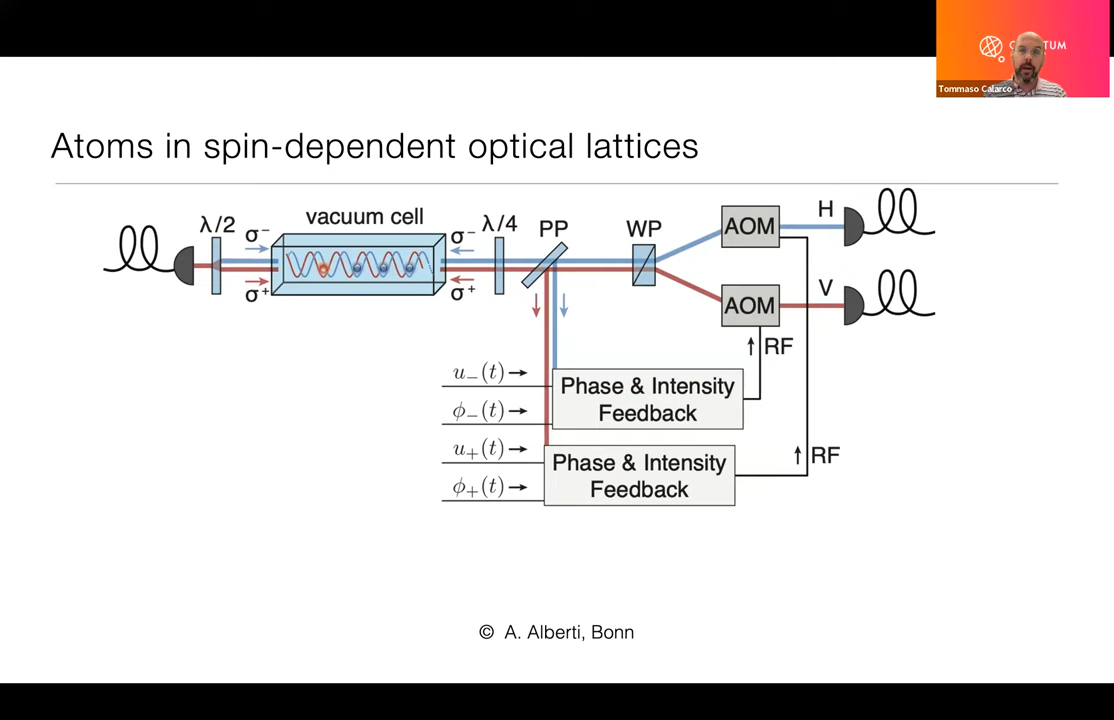 Tommaso Calarco
Atoms in spin-dependent optical lattices
λ/2
σ⁻
σ⁺
vacuum cell
σ⁻
σ⁺
λ/4
PP
WP
AOM
H
AOM
V
RF
u₋(t)
ϕ₋(t)
Phase & Intensity
Feedback
u₊(t)
ϕ₊(t)
Phase & Intensity
Feedback
RF
© A. Alberti, Bonn